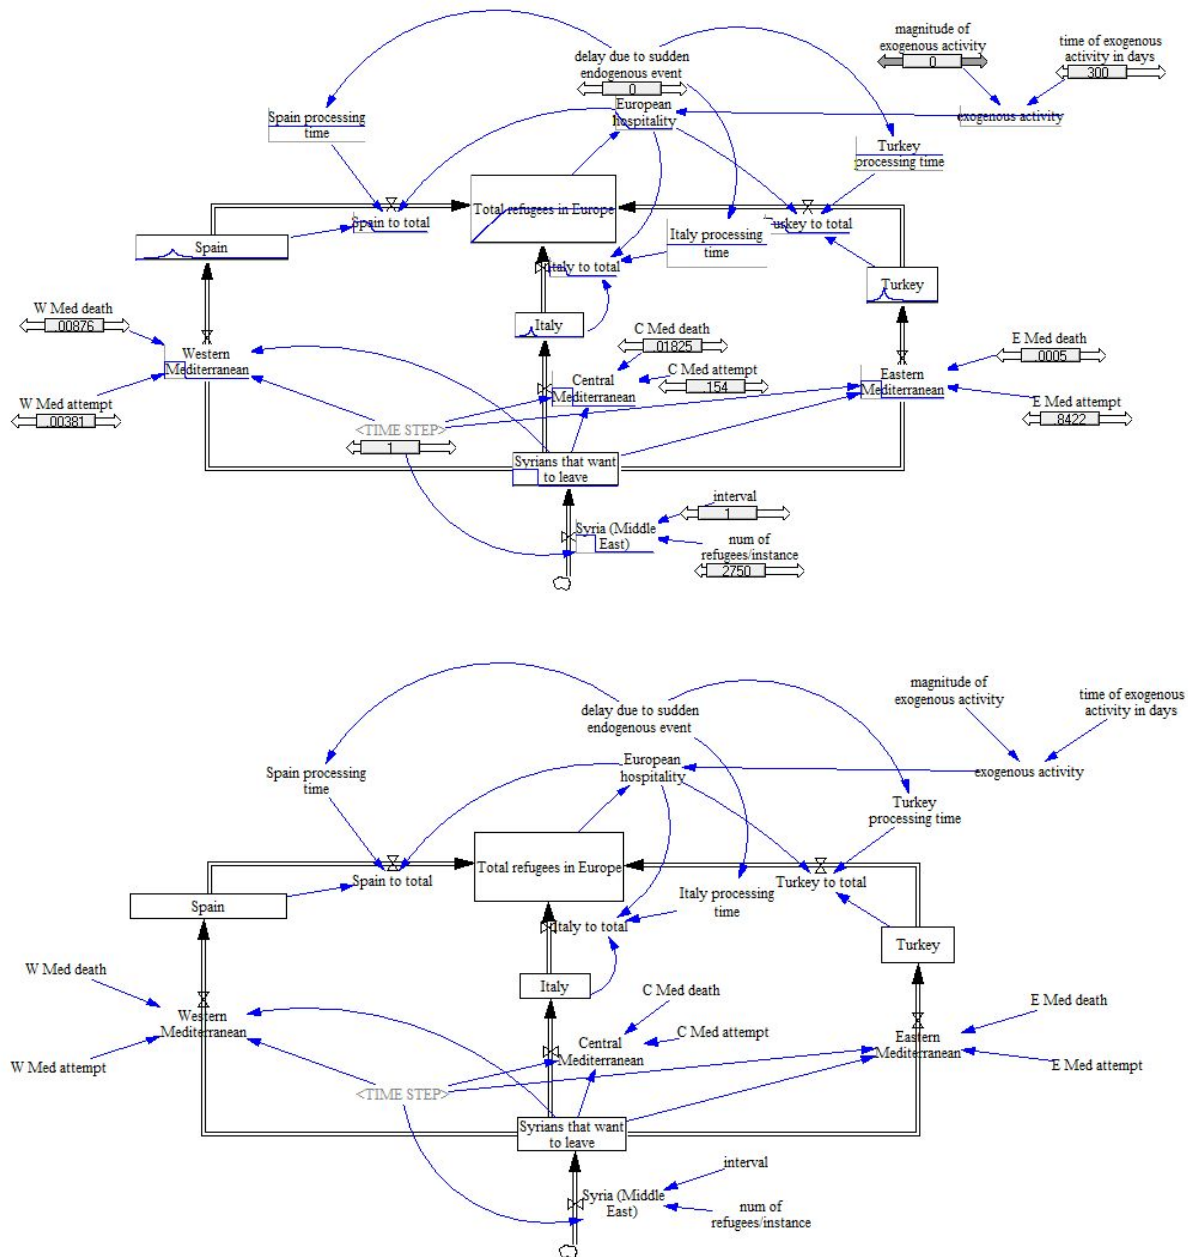 magnitude of
exogenous activity
0
time of exogenous
activity in days
300
delay due to sudden
endogenous event
0
European
hospitality
exogenous activity
Spain processing
time
Turkey
processing time
Total refugees in Europe
Spain to total
Turkey to total
Italy processing
time
Spain
Italy to total
Turkey
W Med death
.00876
Italy
C Med death
.01825
E Med death
.0005
Western
Mediterranean
Central
Mediterranean
C Med attempt
.154
Eastern
Mediterranean
W Med attempt
.00381
E Med attempt
.8422
<TIME STEP>
1
Syrians that want
to leave
interval
1
Syria (Middle
East)
num of
refugees/instance
2750
magnitude of
exogenous activity
time of exogenous
activity in days
delay due to sudden
endogenous event
European
hospitality
exogenous activity
Spain processing
time
Turkey
processing time
Total refugees in Europe
Spain to total
Turkey to total
Italy processing
time
Spain
Italy to total
Turkey
W Med death
Italy
C Med death
E Med death
Western
Mediterranean
C Med attempt
Central
Mediterranean
Eastern
Mediterranean
W Med attempt
E Med attempt
<TIME STEP>
Syrians that want
to leave
interval
Syria (Middle
East)
num of
refugees/instance